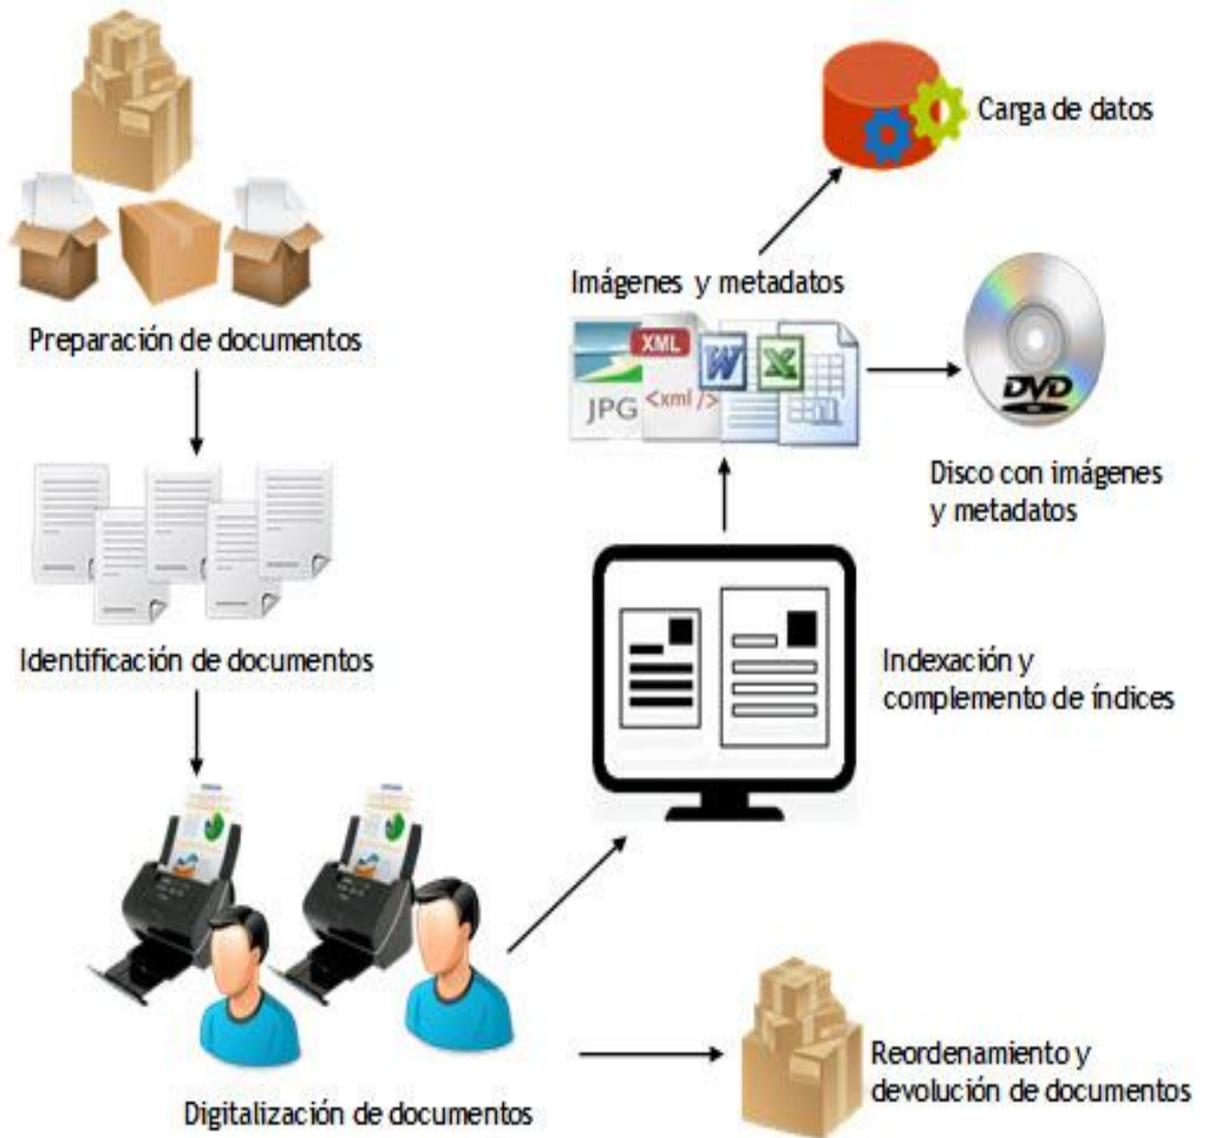 Preparación de documentos
Identificación de documentos
Digitalización de documentos
Reordenamiento y
devolución de documentos
Indexación y
complemento de índices
Imágenes y metadatos
JPG
XML
<xml />
W
X
DVD
Disco con imágenes
y metadatos
Carga de datos